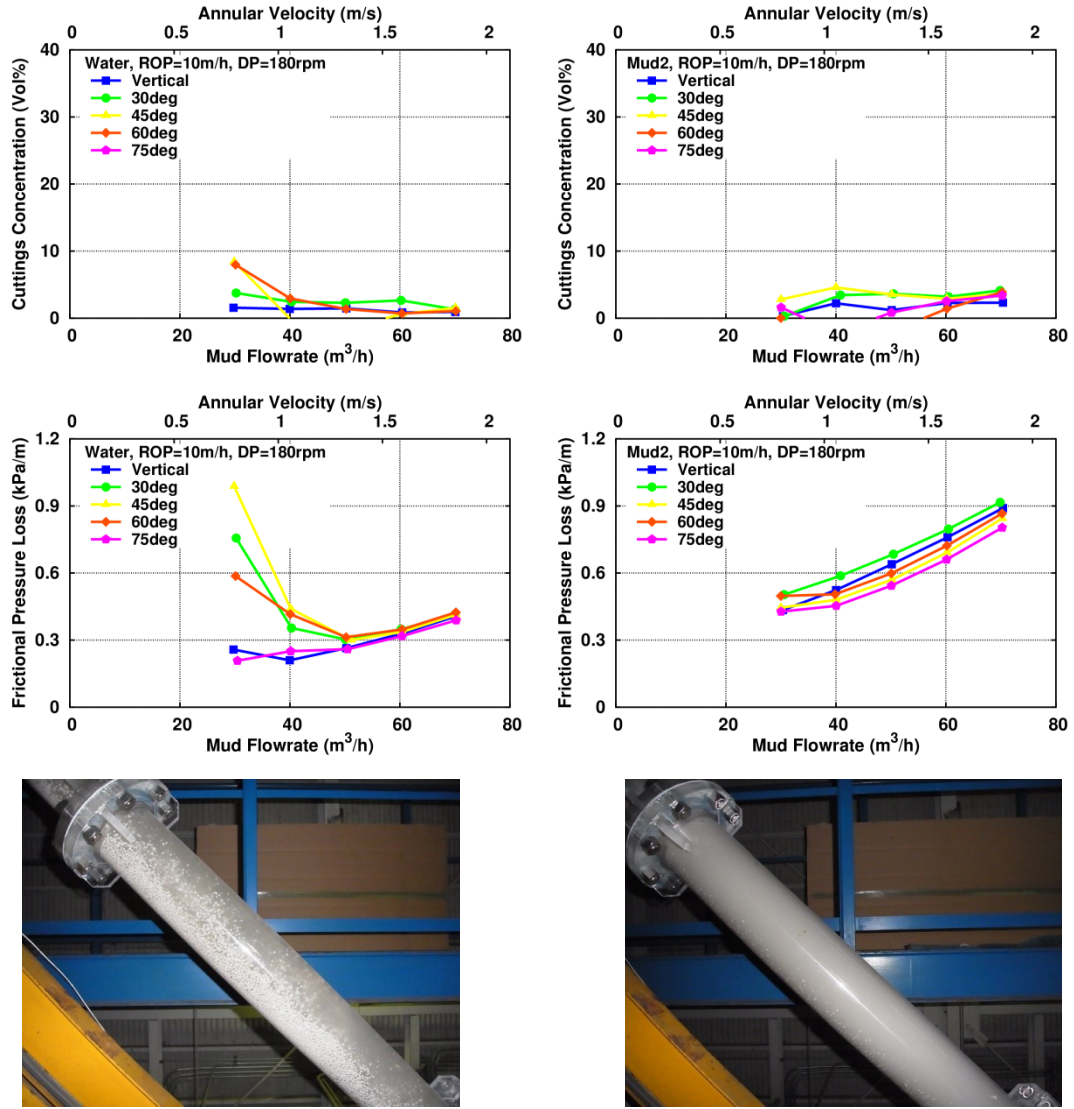 Annular Velocity (m/s)
0 0.5 1 1.5 2
Cuttings Concentration (Vol%)
40
30
20
10
0
Water, ROP=10m/h, DP=180rpm
Vertical
30deg
45deg
60deg
75deg
0 20 40 60 80
Mud Flowrate (m³/h)
Annular Velocity (m/s)
0 0.5 1 1.5 2
Cuttings Concentration (Vol%)
40
30
20
10
0
Mud2, ROP=10m/h, DP=180rpm
Vertical
30deg
45deg
60deg
75deg
0 20 40 60 80
Mud Flowrate (m³/h)
Annular Velocity (m/s)
0 0.5 1 1.5 2
Frictional Pressure Loss (kPa/m)
1.2
0.9
0.6
0.3
0
Water, ROP=10m/h, DP=180rpm
Vertical
30deg
45deg
60deg
75deg
0 20 40 60 80
Mud Flowrate (m³/h)
Annular Velocity (m/s)
0 0.5 1 1.5 2
Frictional Pressure Loss (kPa/m)
1.2
0.9
0.6
0.3
0
Mud2, ROP=10m/h, DP=180rpm
Vertical
30deg
45deg
60deg
75deg
0 20 40 60 80
Mud Flowrate (m³/h)